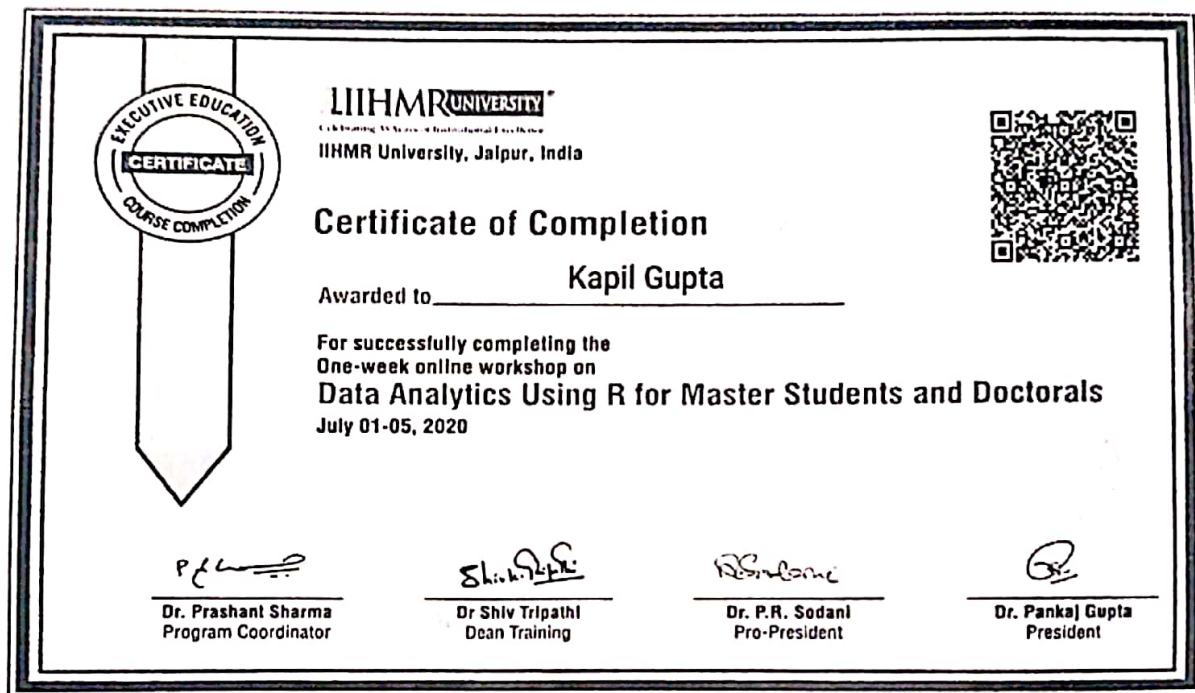 EXECUTIVE EDUCATION
CERTIFICATE
COURSE COMPLETION
IIHMR UNIVERSITY
IIHMR University, Jaipur, India
Certificate of Completion
Kapil Gupta
Awarded to
For successfully completing the
One-week online workshop on
Data Analytics Using R for Master Students and Doctorals
July 01-05, 2020
Dr. Prashant Sharma
Program Coordinator
Dr Shiv Tripathi
Dean Training
Dr. P.R. Sodani
Pro-President
Dr. Pankaj Gupta
President